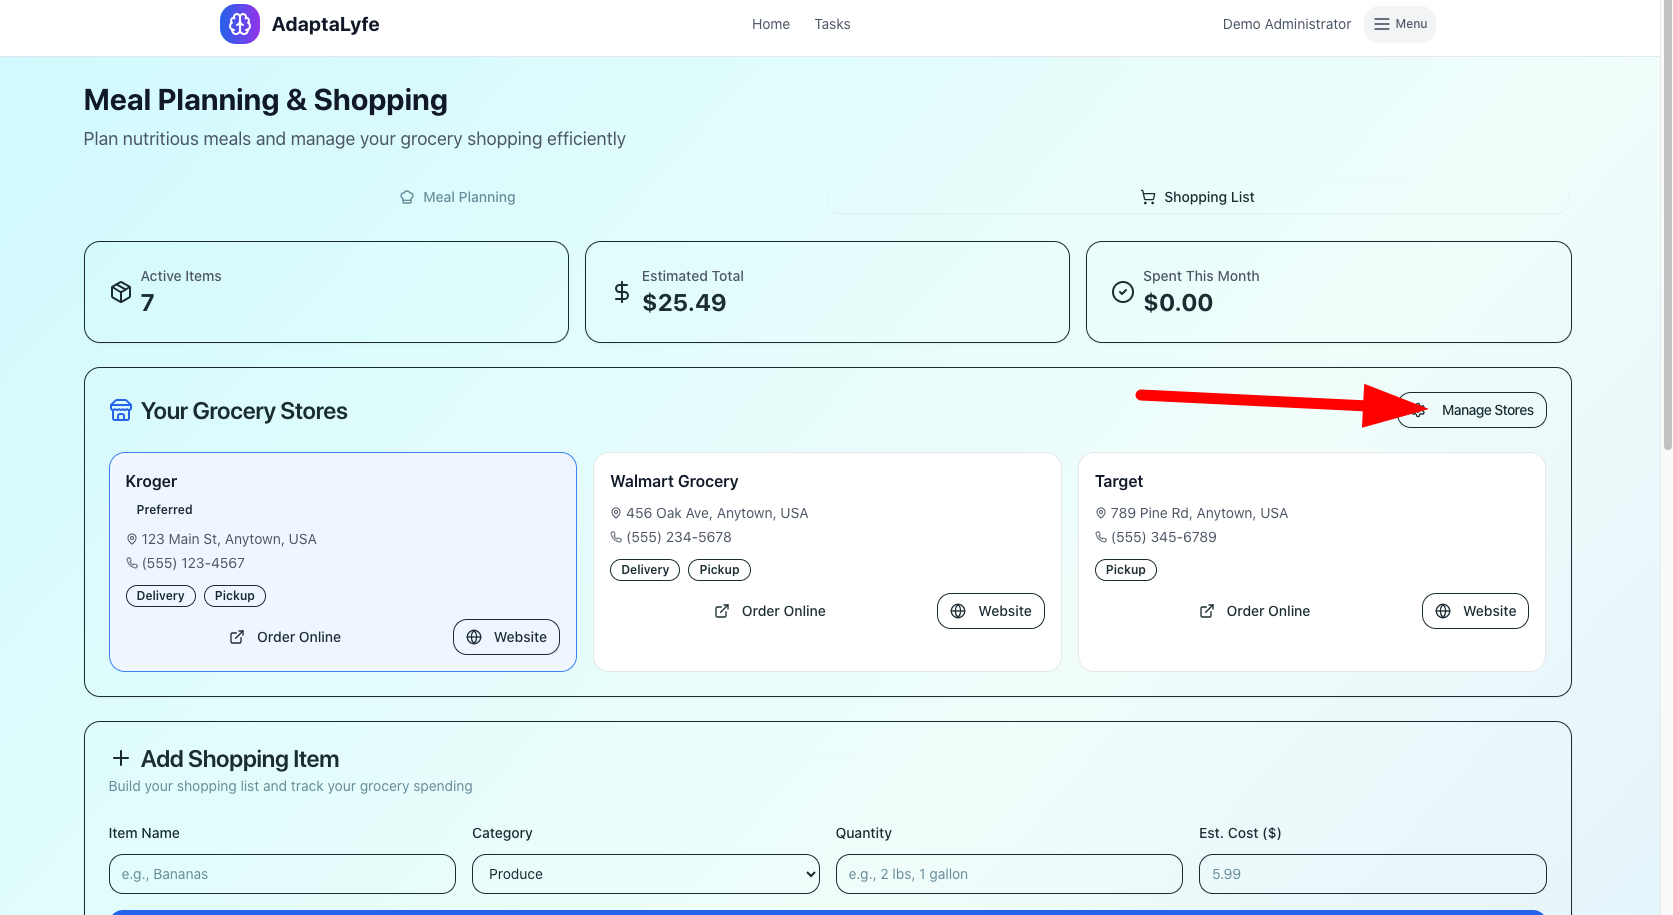 AdaptaLyfe
Home Tasks
Demo Administrator Menu
Meal Planning & Shopping
Plan nutritious meals and manage your grocery shopping efficiently
Meal Planning
Shopping List
Active Items
7
Estimated Total
$25.49
Spent This Month
$0.00
Your Grocery Stores
Manage Stores
Kroger
Preferred
123 Main St, Anytown, USA
(555) 123-4567
Delivery Pickup
Order Online Website
Walmart Grocery
456 Oak Ave, Anytown, USA
(555) 234-5678
Delivery Pickup
Order Online Website
Target
789 Pine Rd, Anytown, USA
(555) 345-6789
Pickup
Order Online Website
Add Shopping Item
Build your shopping list and track your grocery spending
Item Name
e.g., Bananas
Category
Produce
Quantity
e.g., 2 lbs, 1 gallon
Est. Cost ($)
5.99